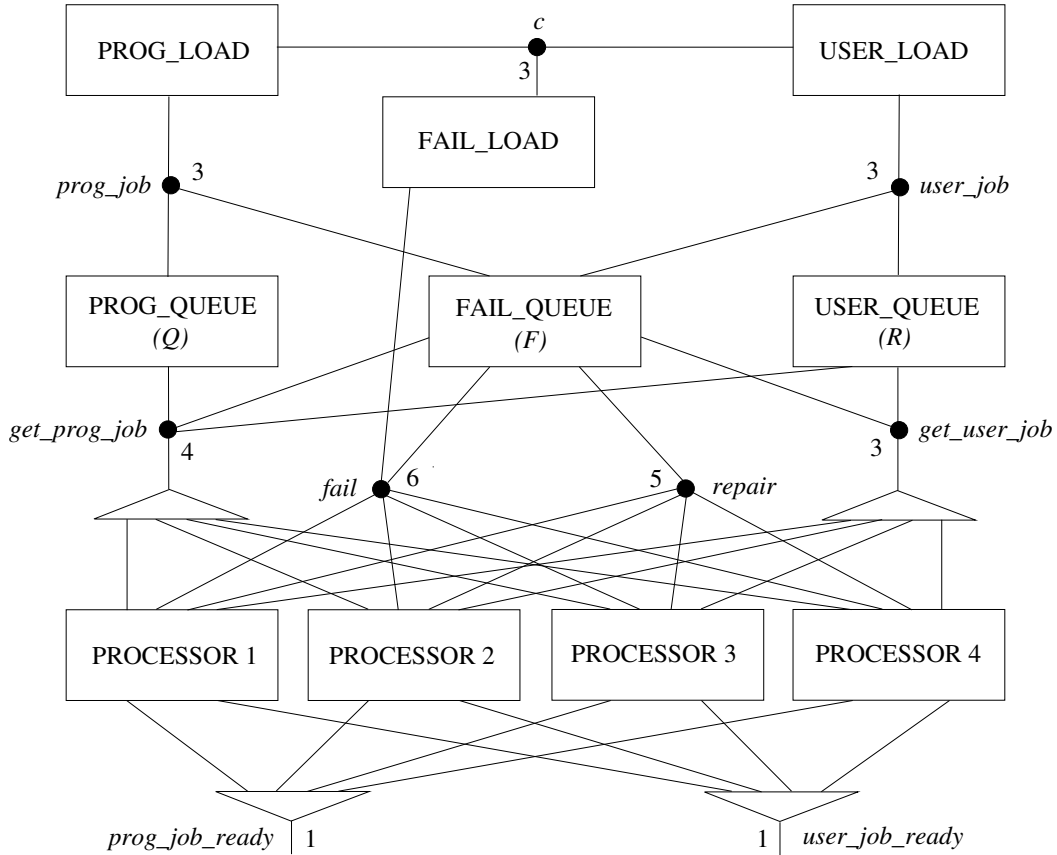 c
PROG_LOAD
USER_LOAD
3
FAIL_LOAD
3
3
prog_job
user_job
PROG_QUEUE
(Q)
FAIL_QUEUE
(F)
USER_QUEUE
(R)
get_prog_job
get_user_job
4
3
fail
6
5
repair
PROCESSOR 1
PROCESSOR 2
PROCESSOR 3
PROCESSOR 4
prog_job_ready
1
1
user_job_ready